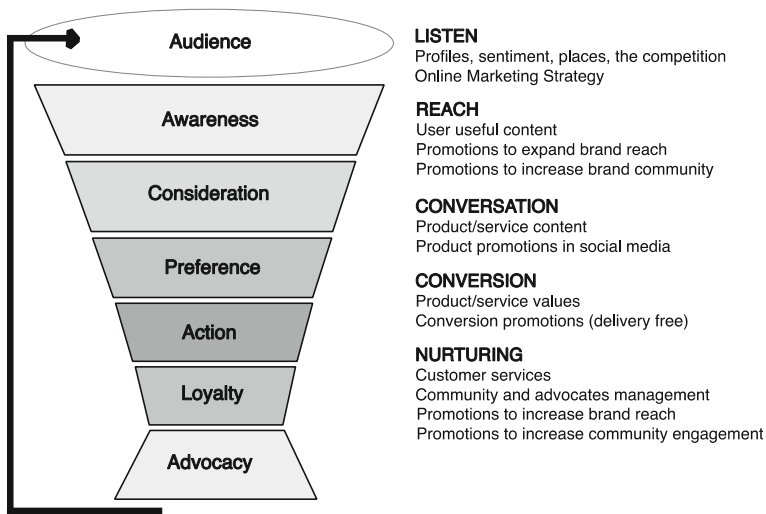 Audience
Awareness
Consideration
Preference
Action
Loyalty
Advocacy
LISTEN
Profiles, sentiment, places, the competition
Online Marketing Strategy
REACH
User useful content
Promotions to expand brand reach
Promotions to increase brand community
CONVERSATION
Product/service content
Product promotions in social media
CONVERSION
Product/service values
Conversion promotions (delivery free)
NURTURING
Customer services
Community and advocates management
Promotions to increase brand reach
Promotions to increase community engagement